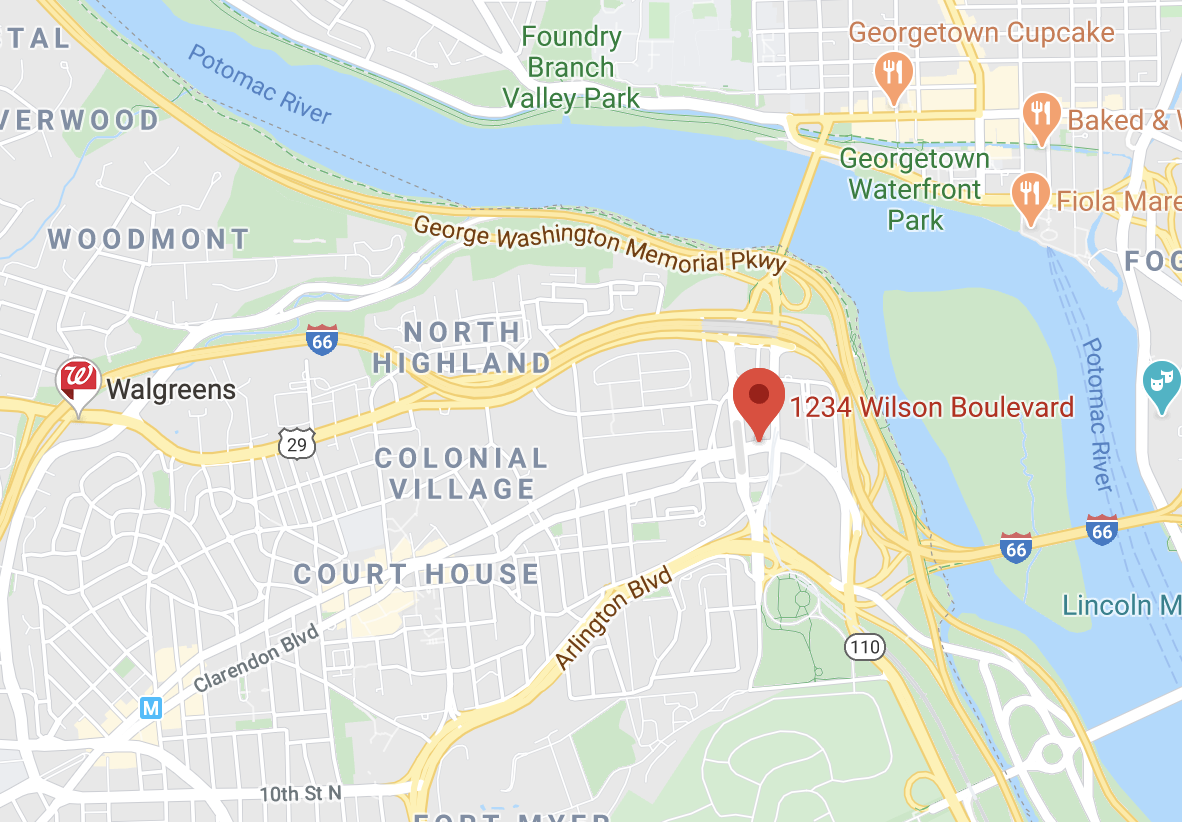 TAL
Potomac River
Foundry
Branch
Valley Park
Georgetown Cupcake
VERWOOD
Baked & W
Georgetown
Waterfront
Park
Fiola Mare
WOODMONT
George Washington Memorial Pkwy
FOG
66
NORTH
HIGHLAND
Potomac River
Walgreens
1234 Wilson Boulevard
29
COLONIAL
VILLAGE
66
66
COURT HOUSE
Lincoln M
Arlington Blvd
110
Clarendon Blvd
M
10th St N
FORT MYER